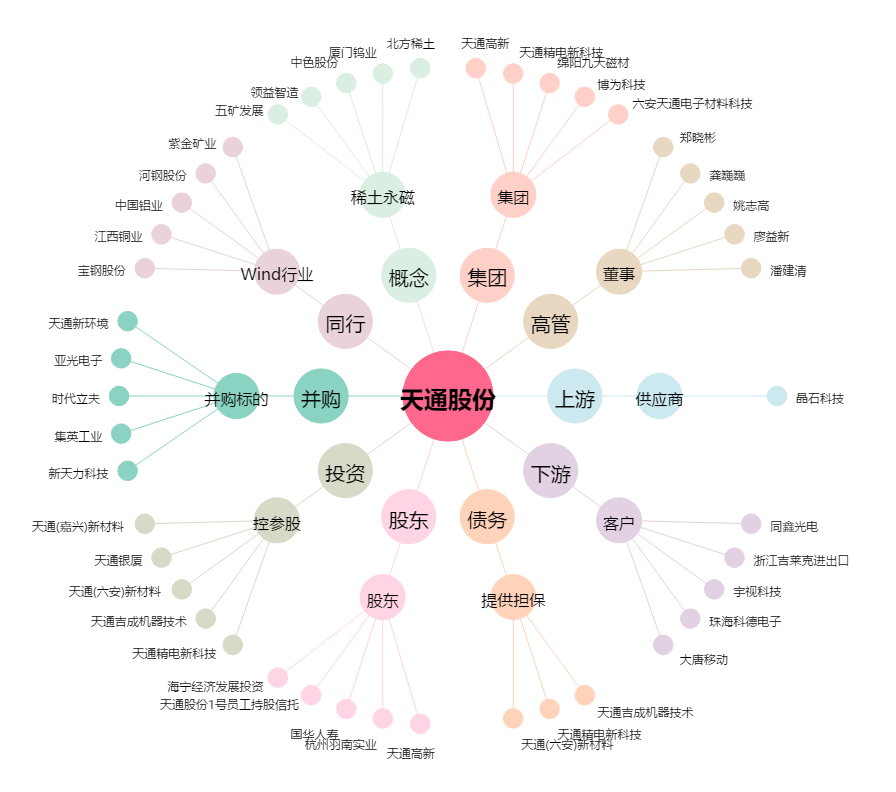 北方稀土
天通高新
厦门钨业
天通精电新科技
中色股份
绵阳九天磁材
领益智造
博为科技
五矿发展
六安天通电子材料科技
紫金矿业
郑晓彬
河钢股份
龚巍巍
稀土永磁
集团
中国铝业
姚志高
江西铜业
廖益新
宝钢股份
Wind行业
概念
集团
董事
潘建清
天通新环境
同行
高管
亚光电子
时代立夫
并购标的
并购
天通股份
上游
供应商
晶石科技
集英工业
新天力科技
投资
下游
天通(嘉兴)新材料
控参股
股东
债务
客户
同鑫光电
天通银厦
浙江吉莱克进出口
天通(六安)新材料
股东
提供担保
宇视科技
天通吉成机器技术
珠海科德电子
天通精电新科技
大唐移动
海宁经济发展投资
天通股份1号员工持股信托
天通吉成机器技术
国华人寿
天通精电新科技
杭州羽南实业
天通(六安)新材料
天通高新